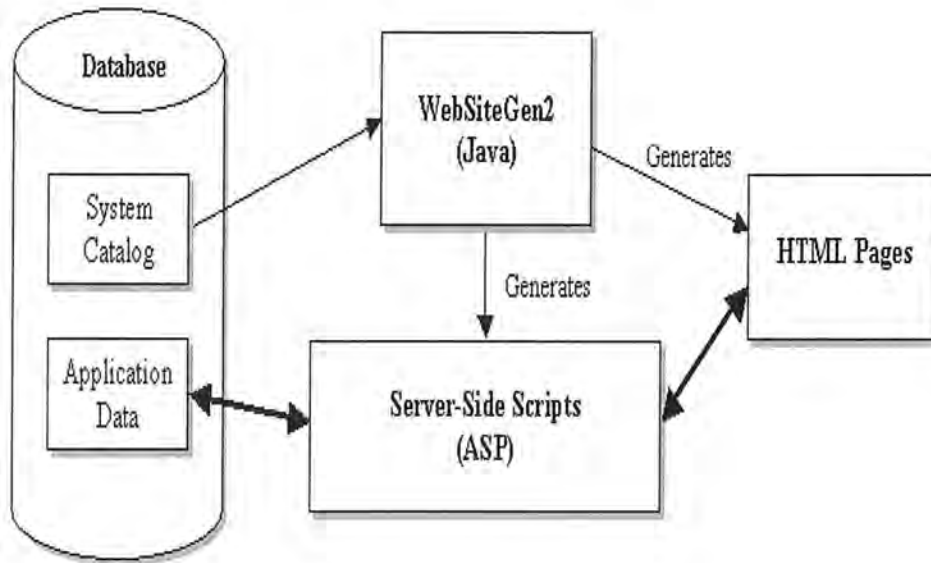 Database
System
Catalog
Application
Data
WebSiteGen2
(Java)
Generates
Generates
HTML Pages
Server-Side Scripts
(ASP)